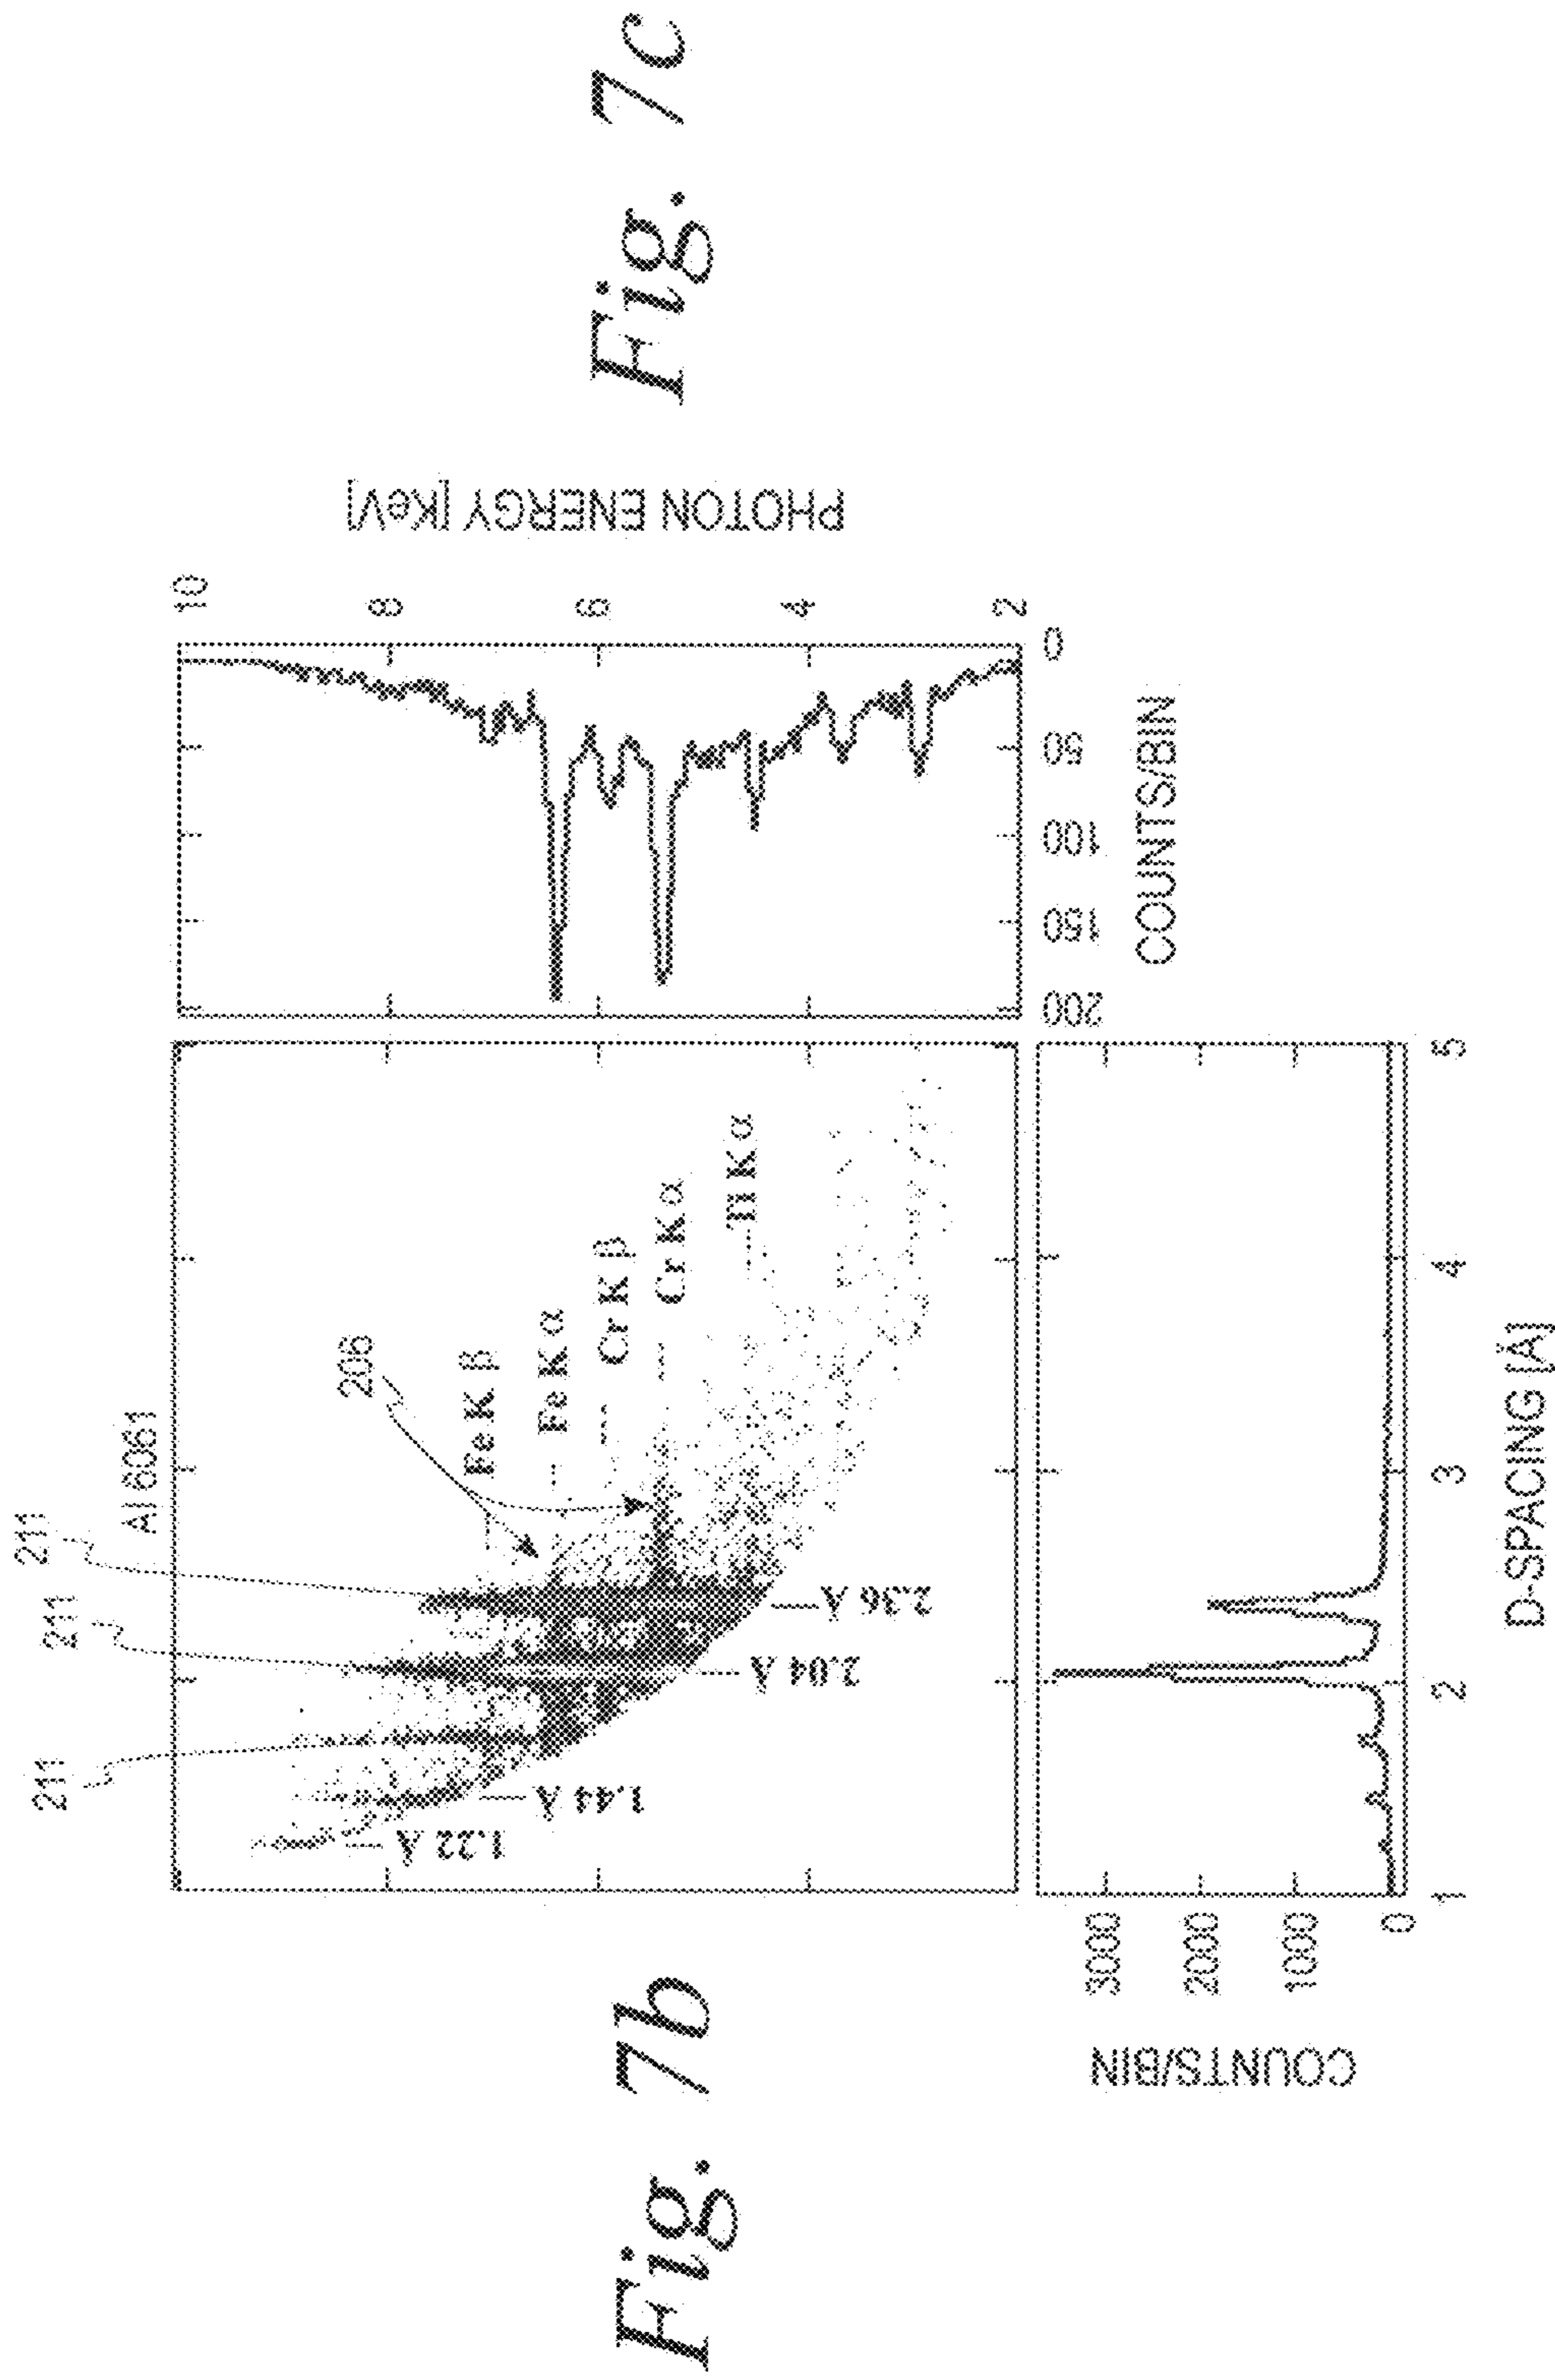 Al 6061
211
211
211
206
Fe K β
Fe K α
Cr K β
Cr K α
Ti K α
1.22 Å
1.44 Å
2.04 Å
2.36 Å
10
8
6
4
2
PHOTON ENERGY [KeV]
200
150
100
50
0
COUNTS/BIN
3000
2000
1000
0
COUNTS/BIN
1
2
3
4
5
D-SPACING [Å]
Fig. 7b
Fig. 7c